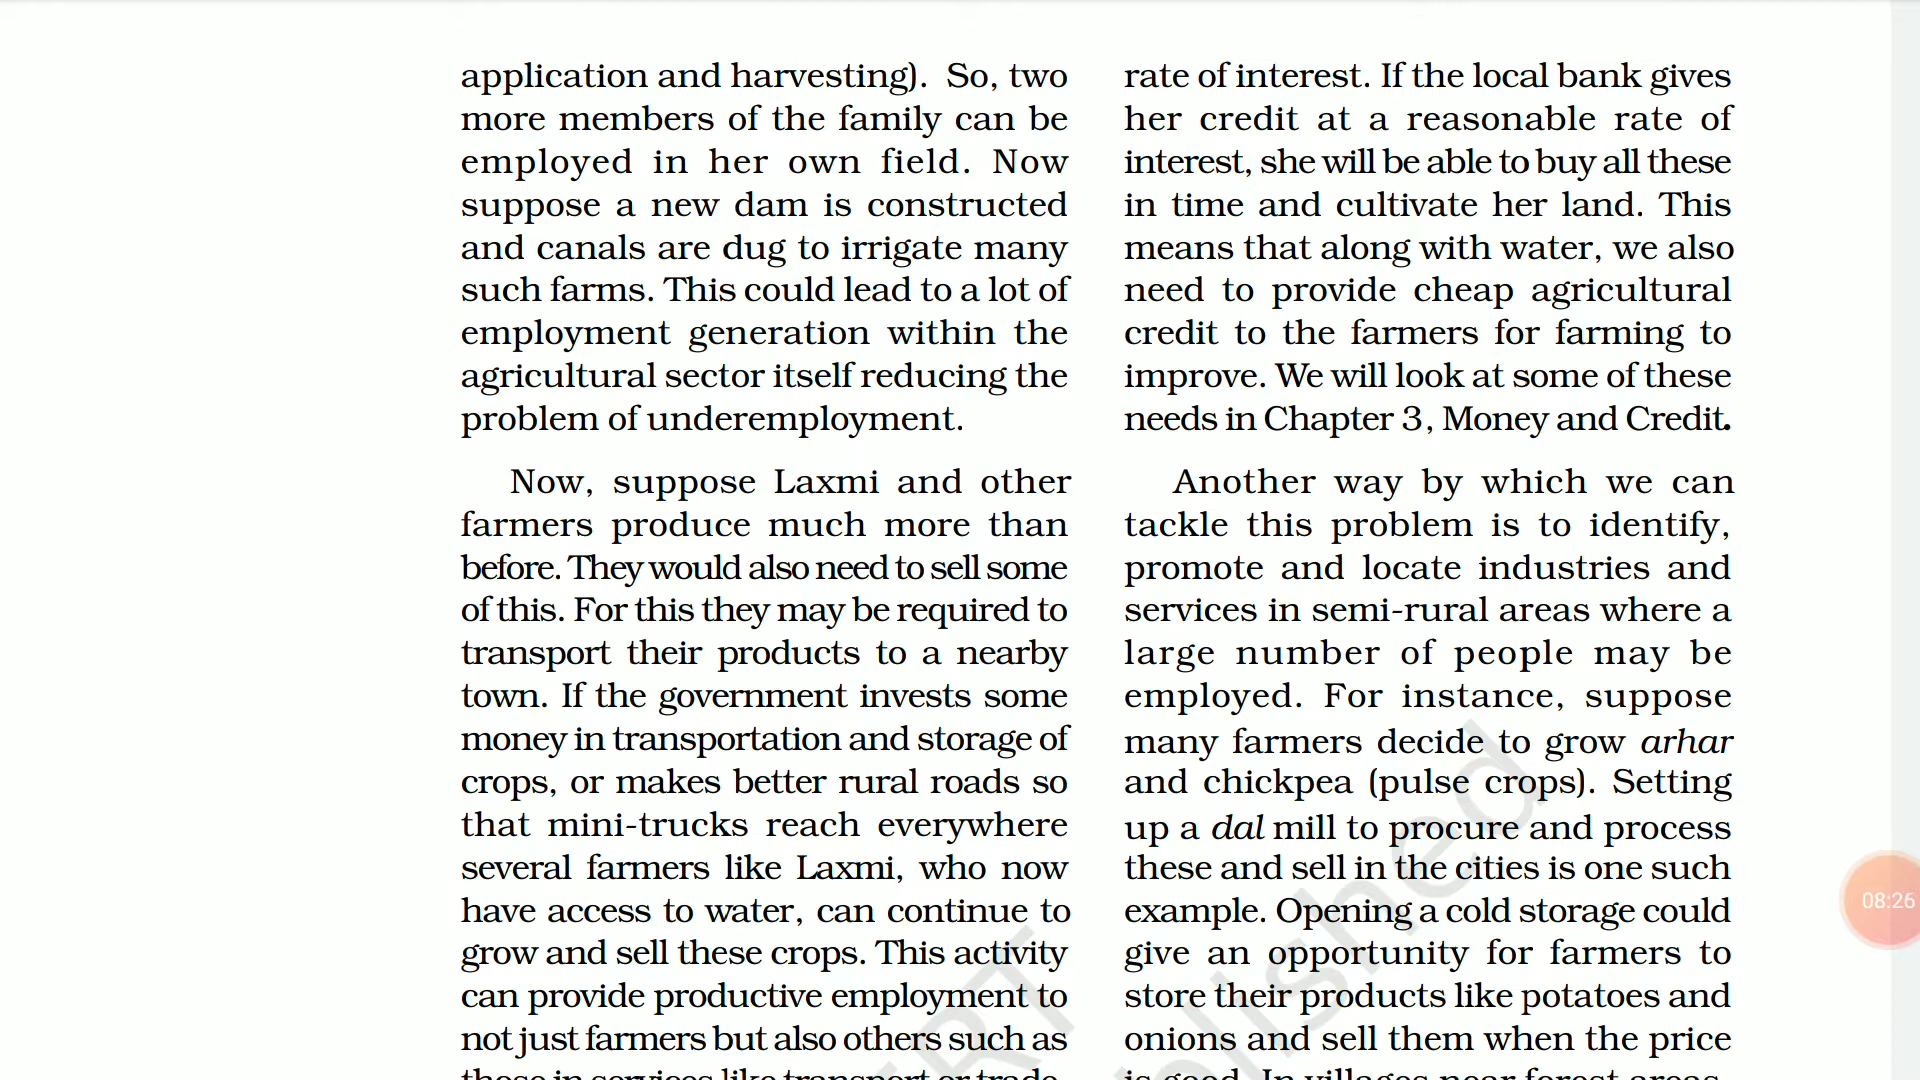 application and harvesting). So, two
more members of the family can be
employed in her own field. Now
suppose a new dam is constructed
and canals are dug to irrigate many
such farms. This could lead to a lot of
employment generation within the
agricultural sector itself reducing the
problem of underemployment.
Now, suppose Laxmi and other
farmers produce much more than
before. They would also need to sell some
of this. For this they may be required to
transport their products to a nearby
town. If the government invests some
money in transportation and storage of
crops, or makes better rural roads so
that mini-trucks reach everywhere
several farmers like Laxmi, who now
have access to water, can continue to
grow and sell these crops. This activity
can provide productive employment to
not just farmers but also others such as
those in services like transport or trade.
rate of interest. If the local bank gives
her credit at a reasonable rate of
interest, she will be able to buy all these
in time and cultivate her land. This
means that along with water, we also
need to provide cheap agricultural
credit to the farmers for farming to
improve. We will look at some of these
needs in Chapter 3, Money and Credit.
Another way by which we can
tackle this problem is to identify,
promote and locate industries and
services in semi-rural areas where a
large number of people may be
employed. For instance, suppose
many farmers decide to grow arhar
and chickpea (pulse crops). Setting
up a dal mill to procure and process
these and sell in the cities is one such
example. Opening a cold storage could
give an opportunity for farmers to
store their products like potatoes and
onions and sell them when the price
is good. In villages near forest areas,
08:26